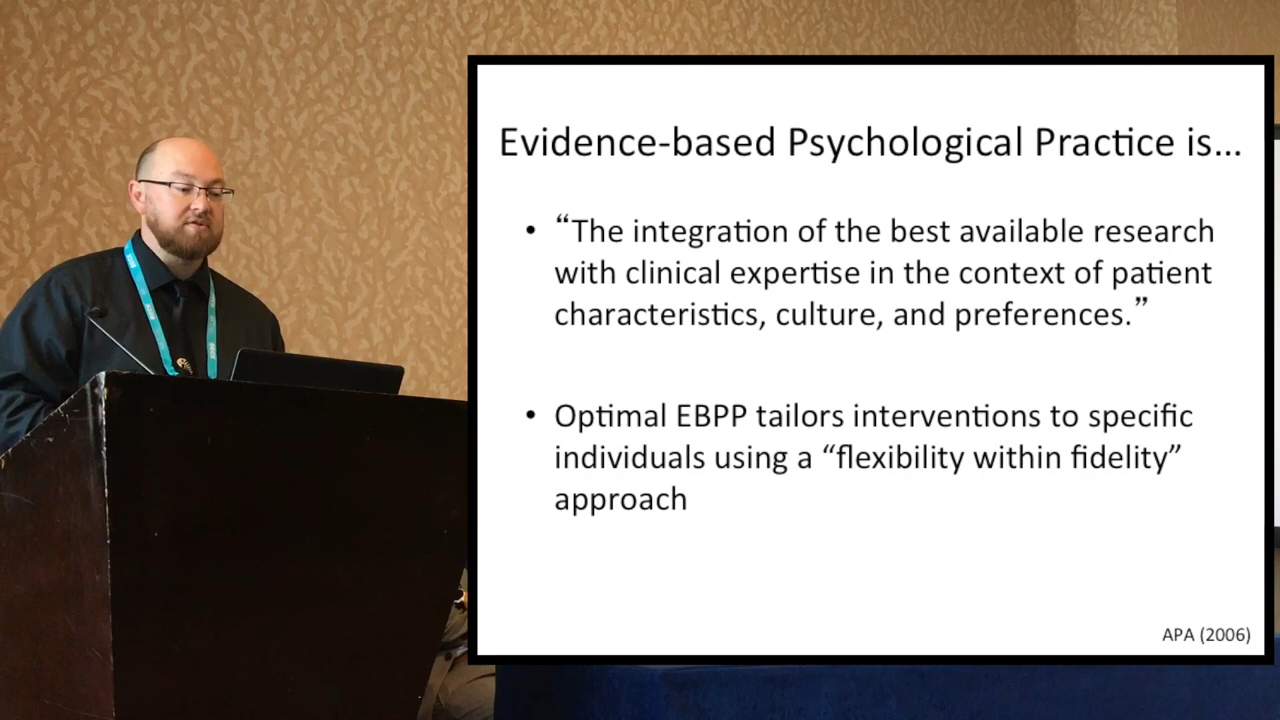 Evidence-based Psychological Practice is...
• “The integration of the best available research
with clinical expertise in the context of patient
characteristics, culture, and preferences.”
• Optimal EBPP tailors interventions to specific
individuals using a “flexibility within fidelity”
approach
APA (2006)